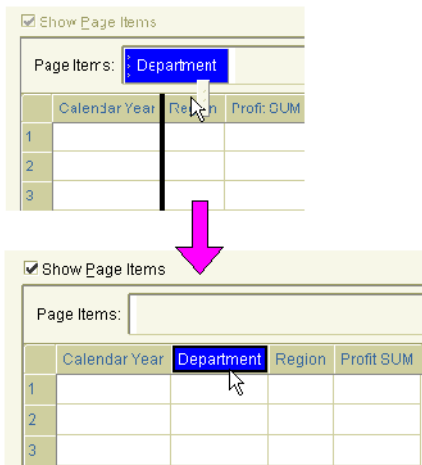 Show Page Items
Page Items: Department
Calendar Year Region Profit SUM
1
2
3
Show Page Items
Page Items:
Calendar Year Department Region Profit SUM
1
2
3